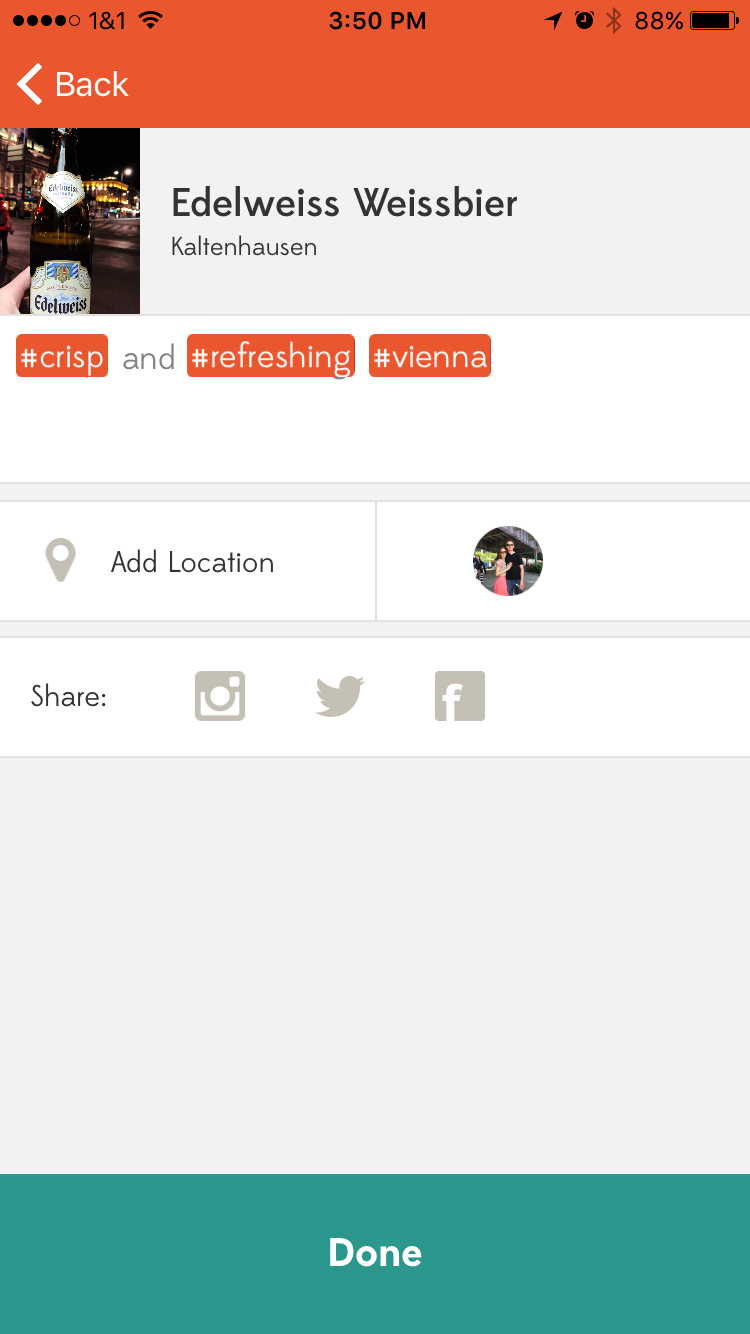 1&1 3:50 PM 88%
Back
Edelweiss
Edelweiss
Edelweiss Weissbier
Kaltenhausen
#crisp and #refreshing #vienna
Add Location
Share:
Done